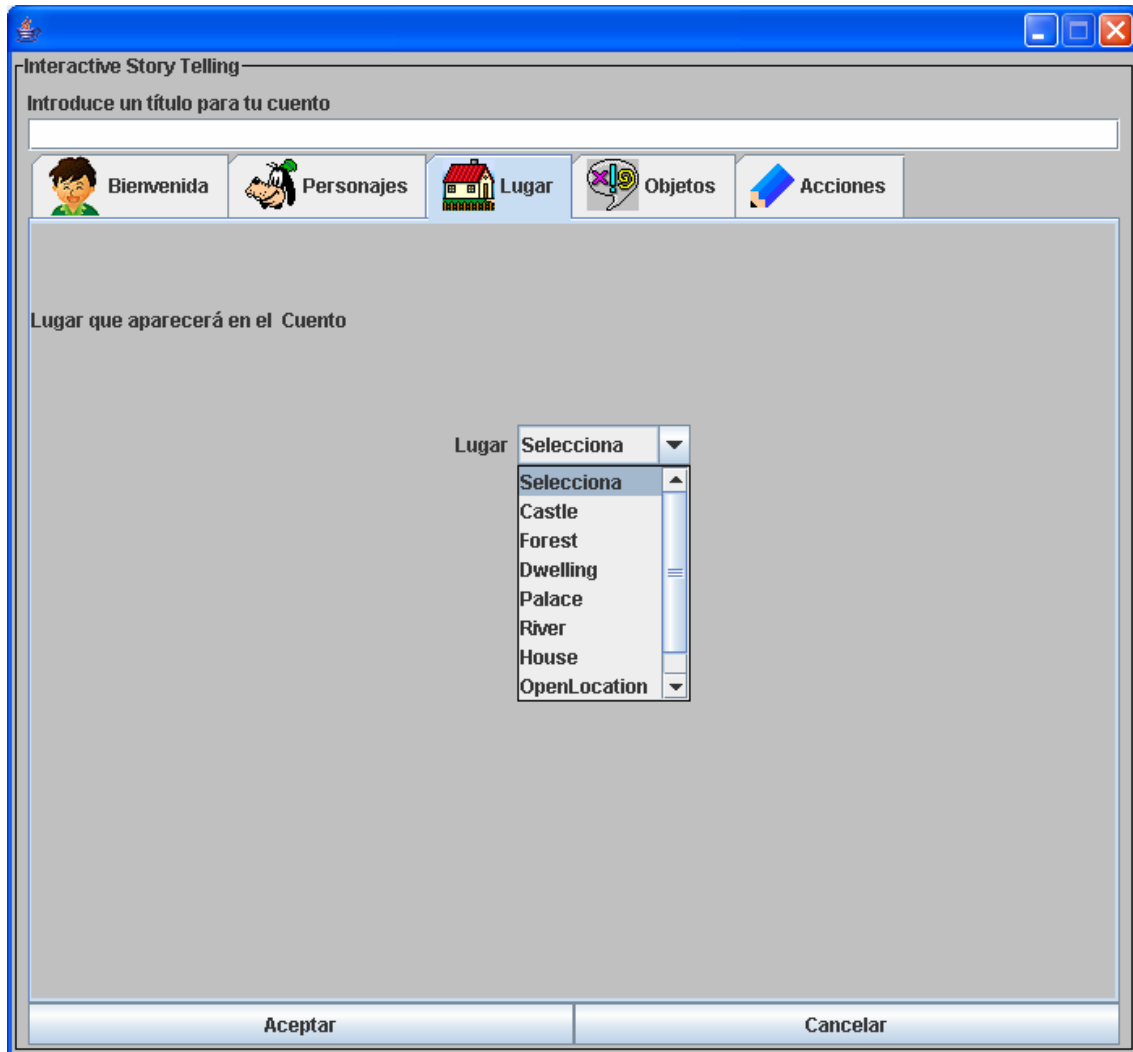 Interactive Story Telling
Introduce un título para tu cuento
Bienvenida Personajes Lugar Objetos Acciones
Lugar que aparecerá en el Cuento
Lugar Selecciona
Selecciona
Castle
Forest
Dwelling
Palace
River
House
OpenLocation
Aceptar Cancelar